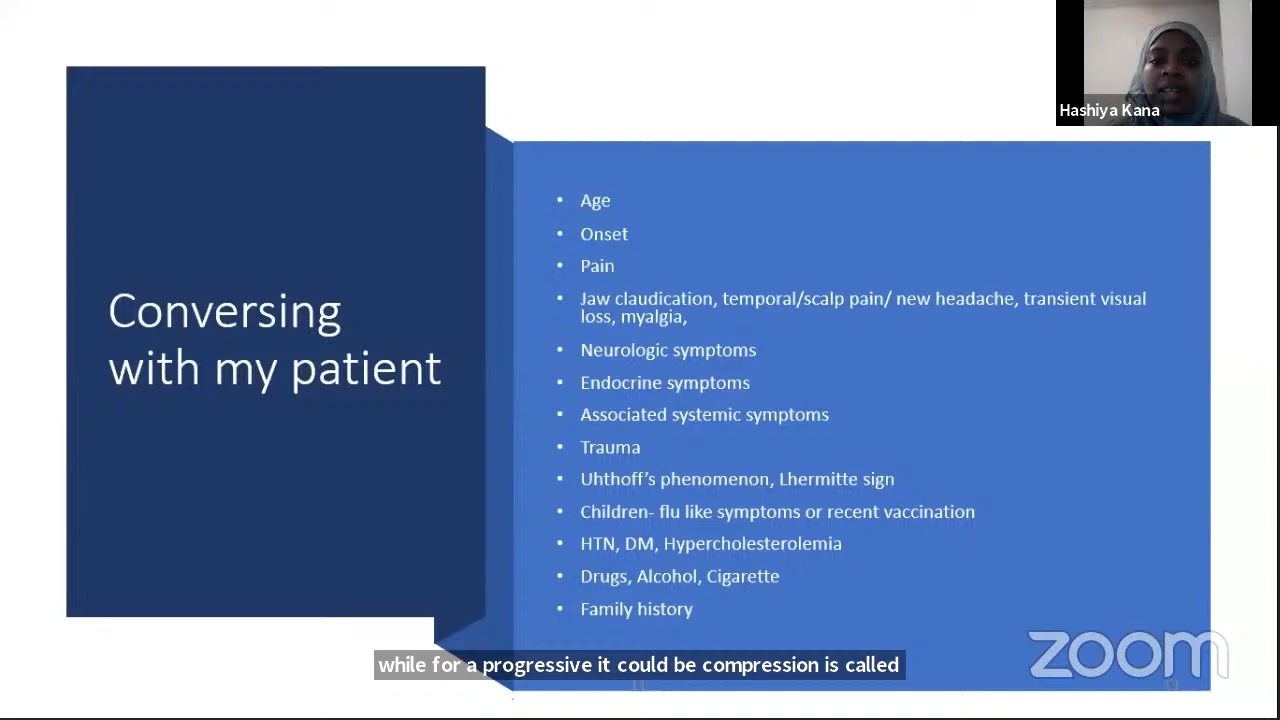 Hashiya Kana
Conversing
with my patient
• Age
• Onset
• Pain
• Jaw claudication, temporal/scalp pain/ new headache, transient visual
loss, myalgia,
• Neurologic symptoms
• Endocrine symptoms
• Associated systemic symptoms
• Trauma
• Uhthoff’s phenomenon, Lhermitte sign
• Children- flu like symptoms or recent vaccination
• HTN, DM, Hypercholesterolemia
• Drugs, Alcohol, Cigarette
• Family history
while for a progressive it could be compression is called
zoom